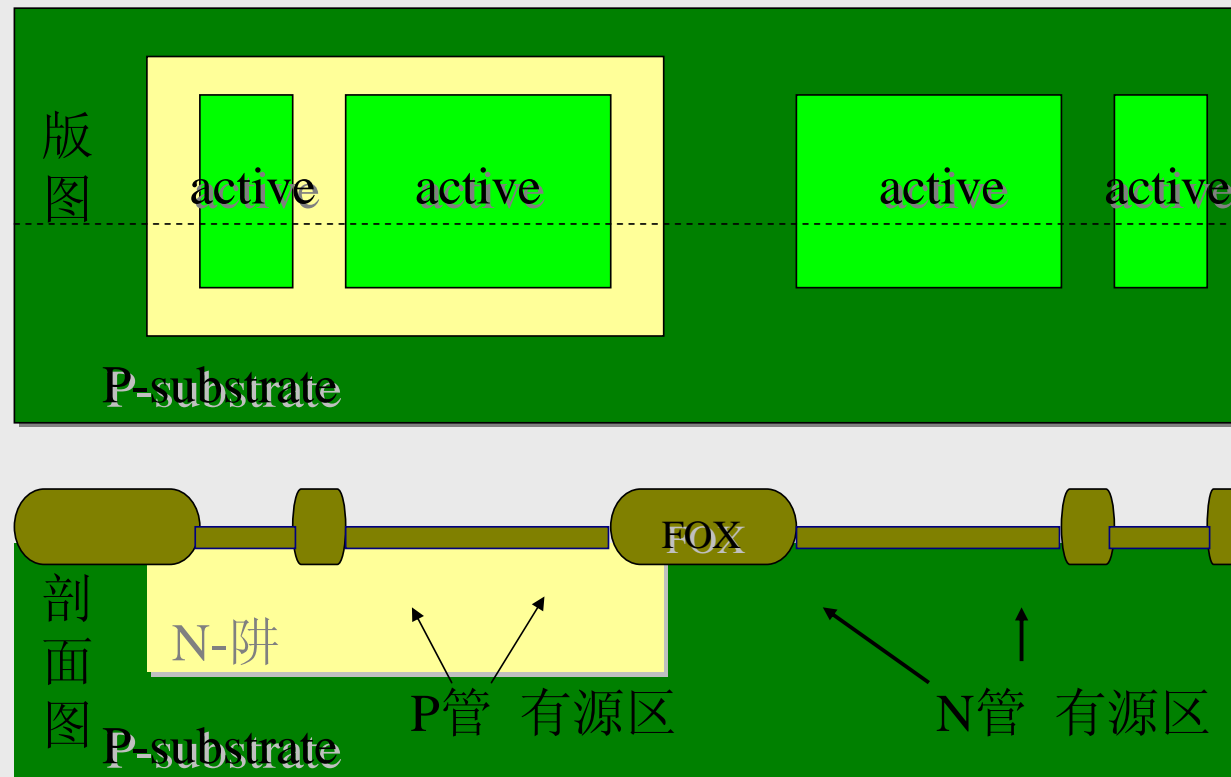 版
图
active
active
active
active
P-substrate
FOX
剖
面
图
N-阱
P管 有源区
N管 有源区
P-substrate